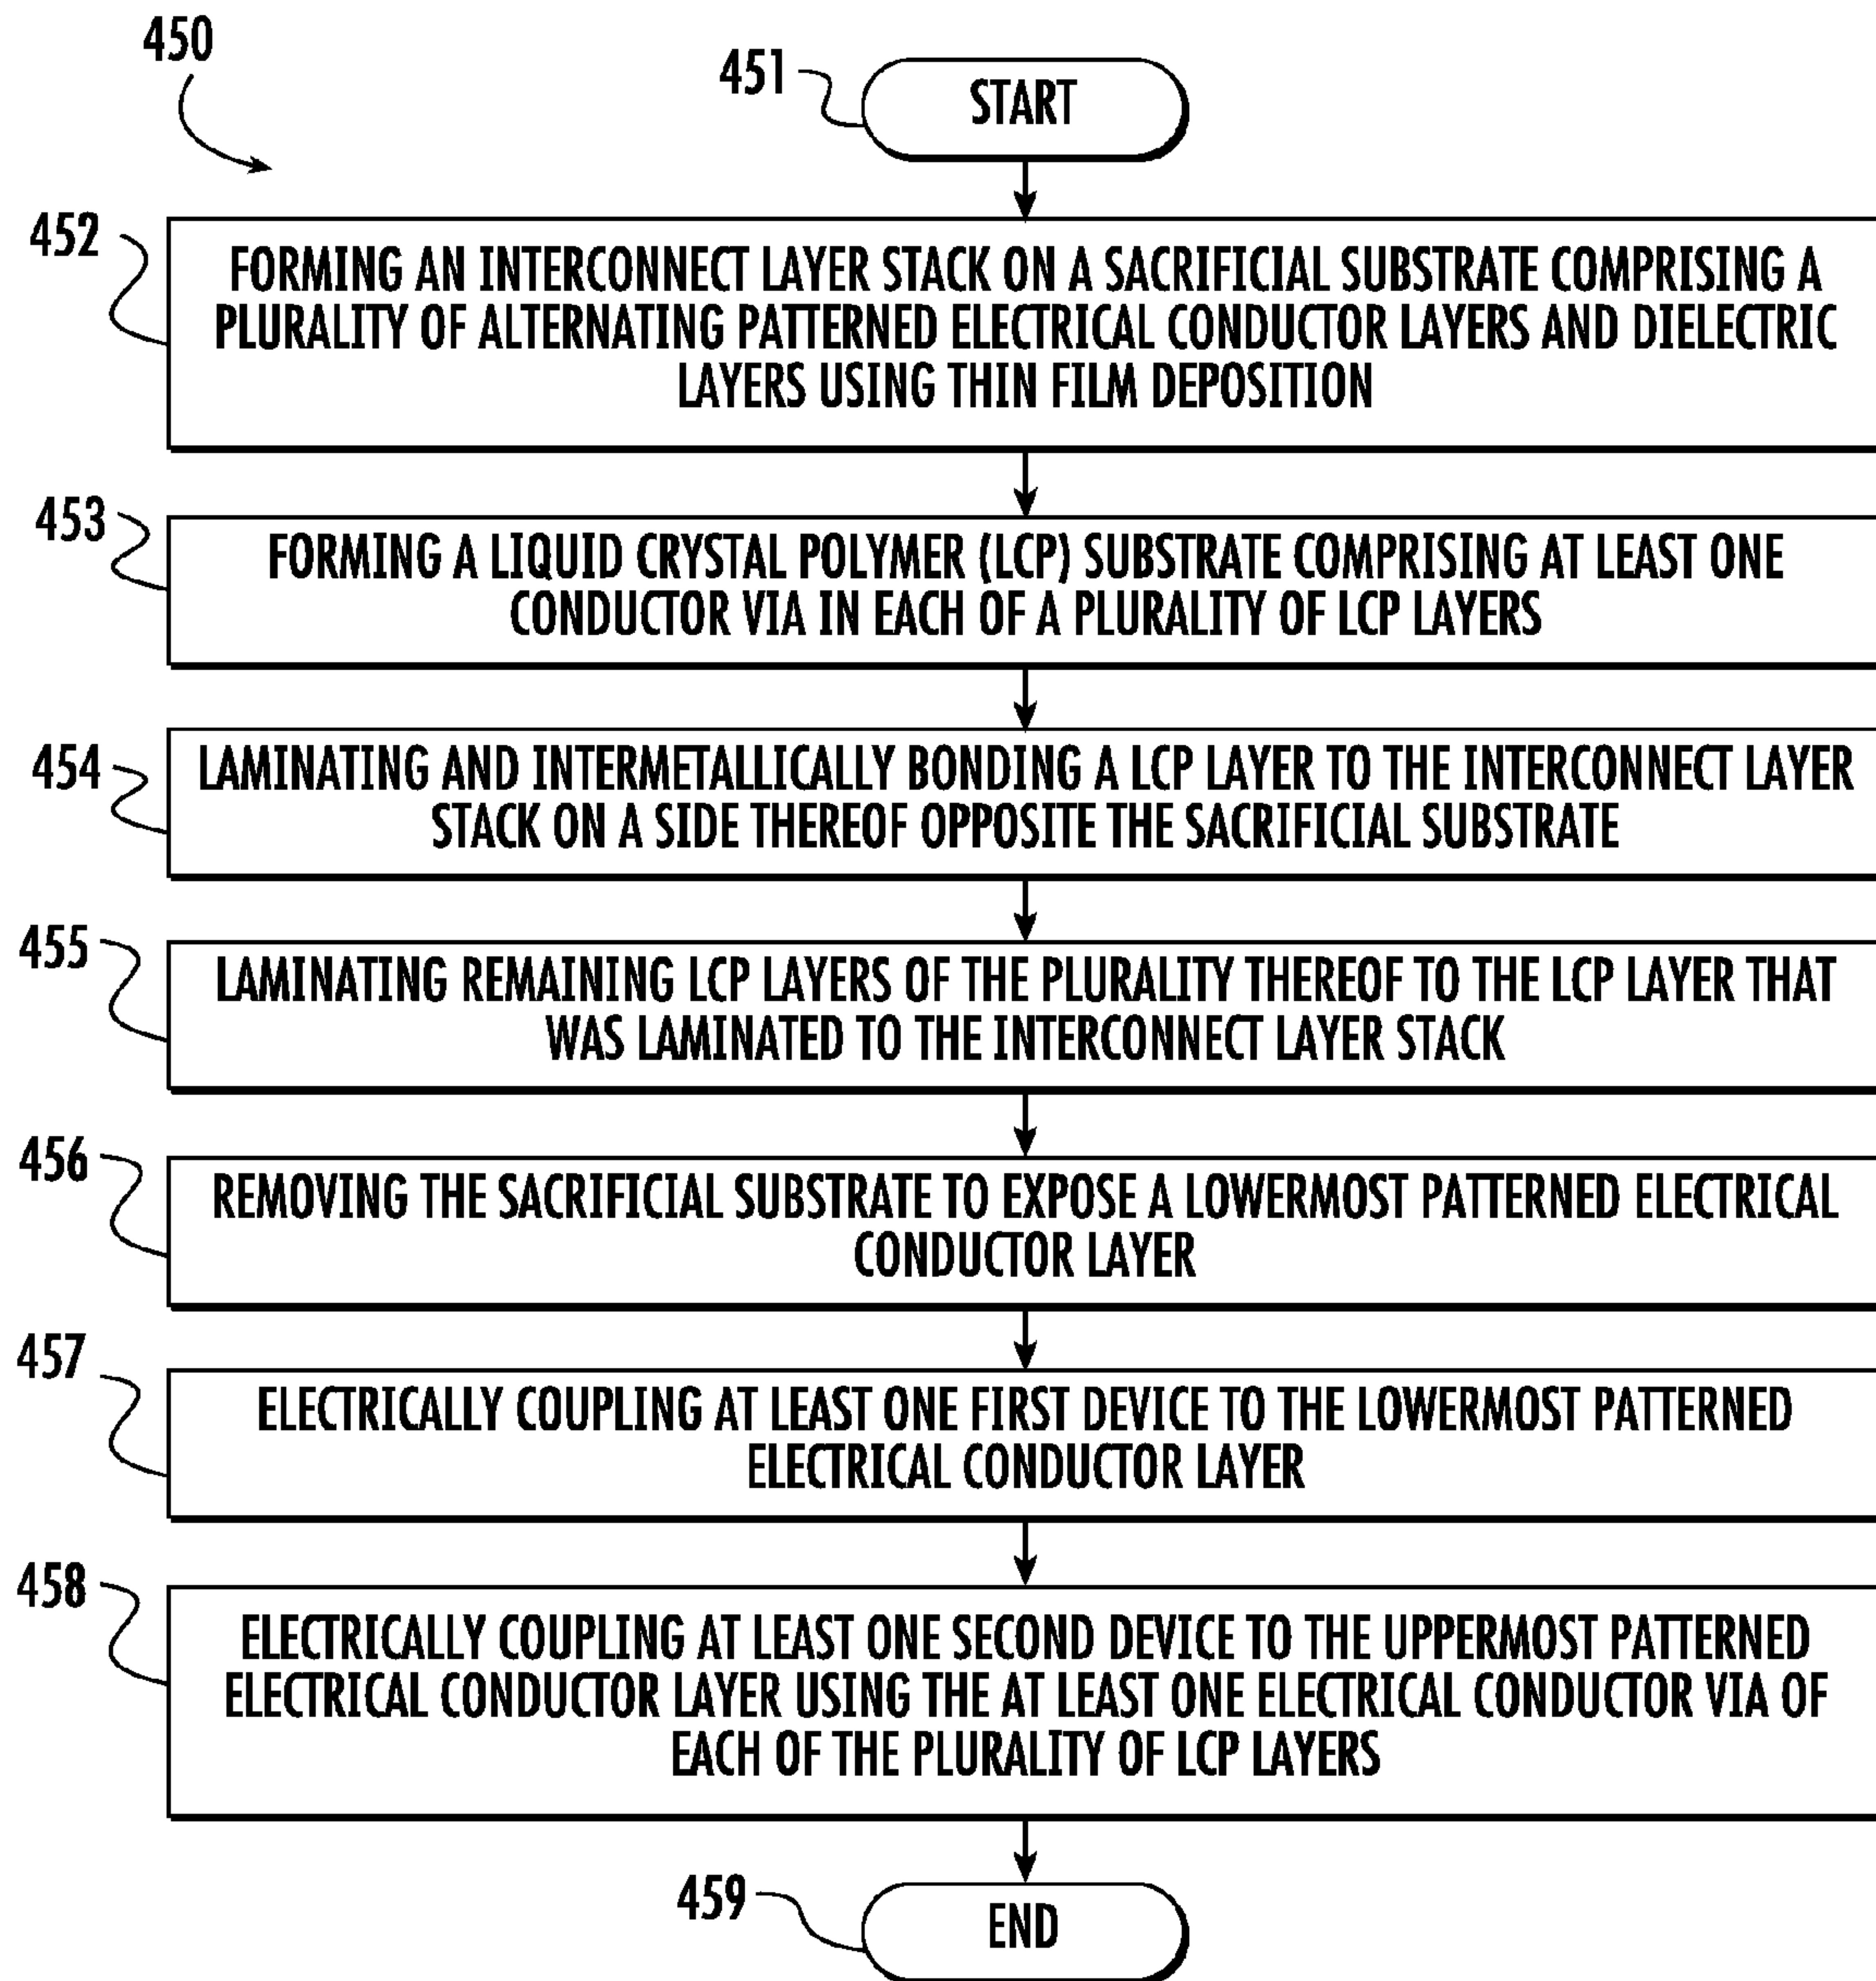 450
451
START
452
FORMING AN INTERCONNECT LAYER STACK ON A SACRIFICIAL SUBSTRATE COMPRISING A
PLURALITY OF ALTERNATING PATTERNED ELECTRICAL CONDUCTOR LAYERS AND DIELECTRIC
LAYERS USING THIN FILM DEPOSITION
453
FORMING A LIQUID CRYSTAL POLYMER (LCP) SUBSTRATE COMPRISING AT LEAST ONE
CONDUCTOR VIA IN EACH OF A PLURALITY OF LCP LAYERS
454
LAMINATING AND INTERMETALLICALLY BONDING A LCP LAYER TO THE INTERCONNECT LAYER
STACK ON A SIDE THEREOF OPPOSITE THE SACRIFICIAL SUBSTRATE
455
LAMINATING REMAINING LCP LAYERS OF THE PLURALITY THEREOF TO THE LCP LAYER THAT
WAS LAMINATED TO THE INTERCONNECT LAYER STACK
456
REMOVING THE SACRIFICIAL SUBSTRATE TO EXPOSE A LOWERMOST PATTERNED ELECTRICAL
CONDUCTOR LAYER
457
ELECTRICALLY COUPLING AT LEAST ONE FIRST DEVICE TO THE LOWERMOST PATTERNED
ELECTRICAL CONDUCTOR LAYER
458
ELECTRICALLY COUPLING AT LEAST ONE SECOND DEVICE TO THE UPPERMOST PATTERNED
ELECTRICAL CONDUCTOR LAYER USING THE AT LEAST ONE ELECTRICAL CONDUCTOR VIA OF
EACH OF THE PLURALITY OF LCP LAYERS
459
END